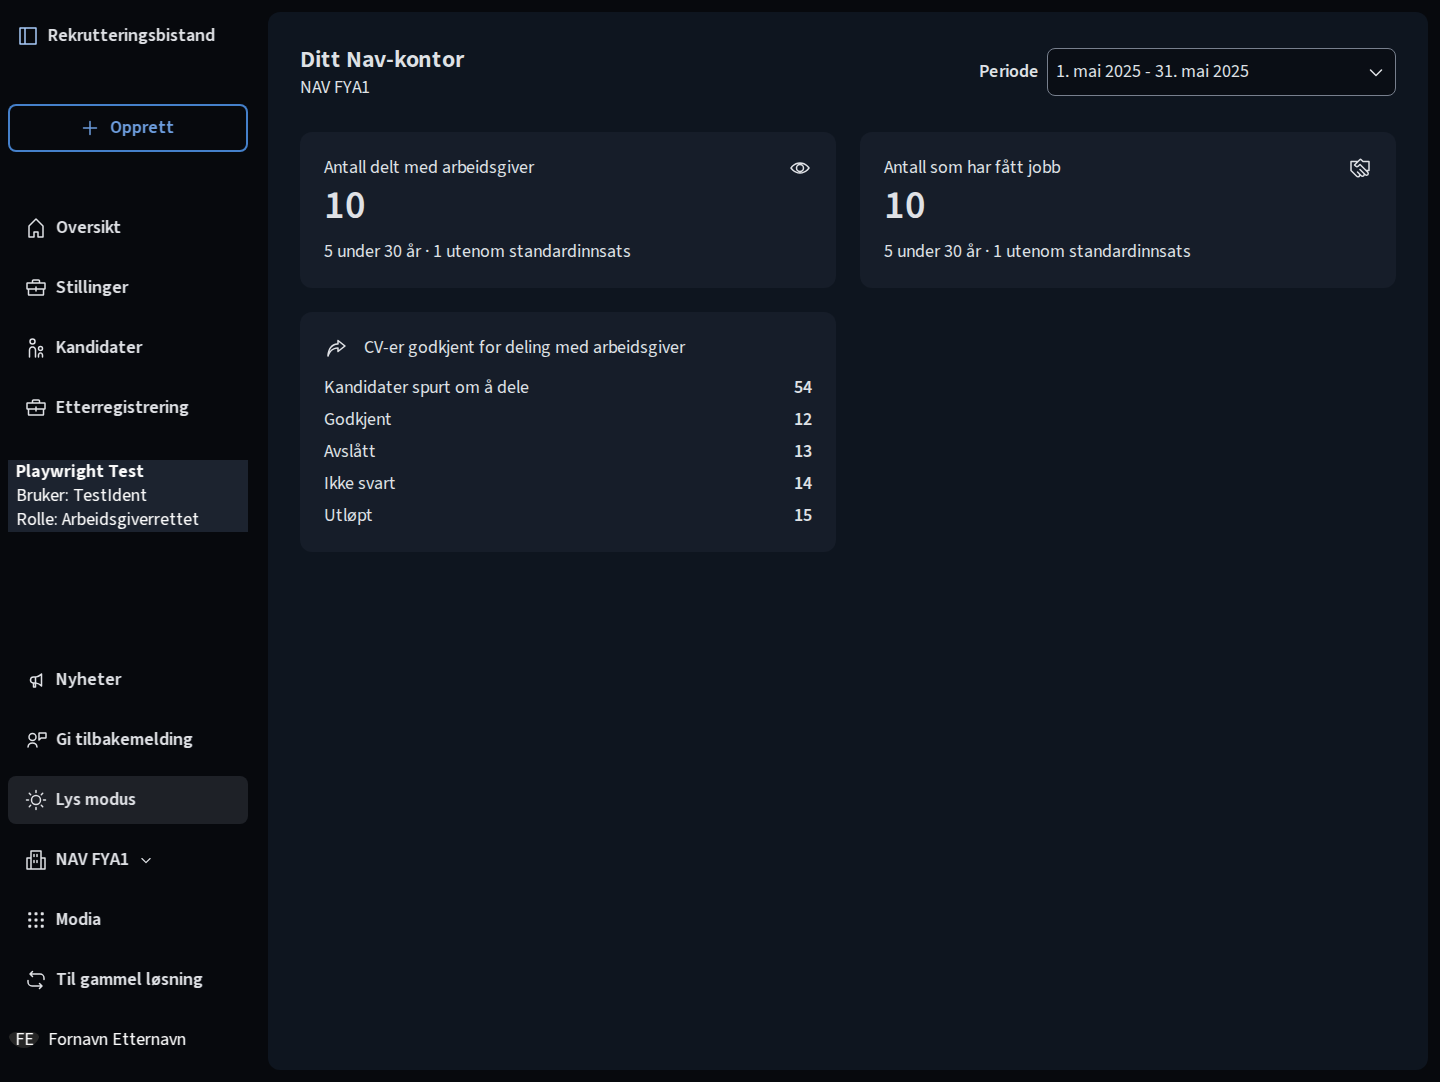 Rekrutteringsbistand
Opprett
Oversikt
Stillinger
Kandidater
Etterregistrering
Playwright Test
Bruker: TestIdent
Rolle: Arbeidsgiverrettet
Nyheter
Gi tilbakemelding
Lys modus
NAV FYA1
Modia
Til gammel løsning
FE Fornavn Etternavn
Ditt Nav-kontor
NAV FYA1
Periode 1. mai 2025 - 31. mai 2025
Antall delt med arbeidsgiver
10
5 under 30 år · 1 utenom standardinnsats
Antall som har fått jobb
10
5 under 30 år · 1 utenom standardinnsats
CV-er godkjent for deling med arbeidsgiver
Kandidater spurt om å dele 54
Godkjent 12
Avslått 13
Ikke svart 14
Utløpt 15